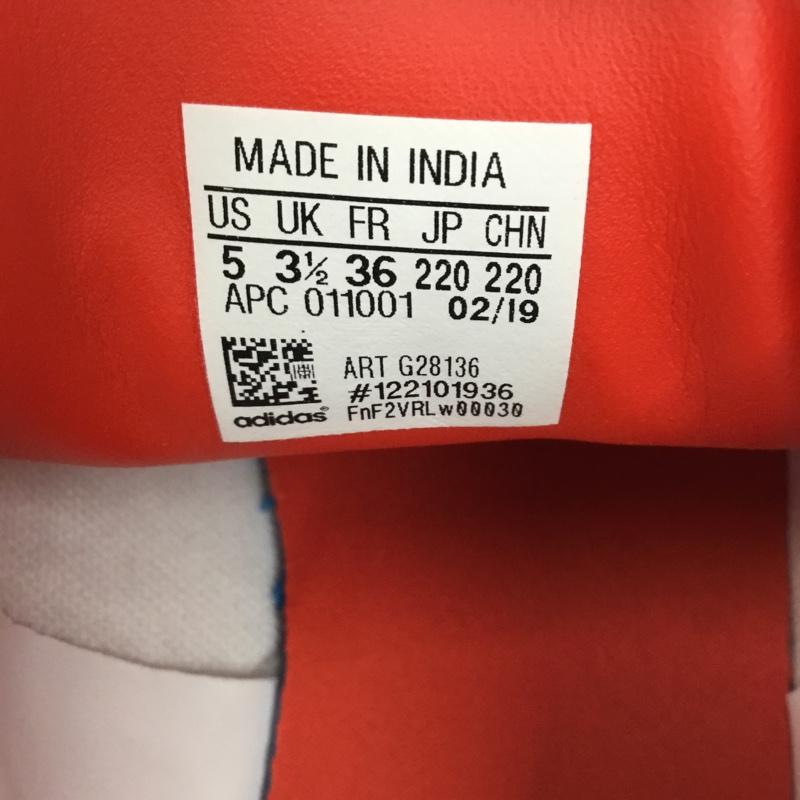 MADE IN INDIA
US UK FR JP CHN
5 3½ 36 220 220
APC 011001 02/19
ART G28136
#122101936
adidas® FnF2VRLw00030